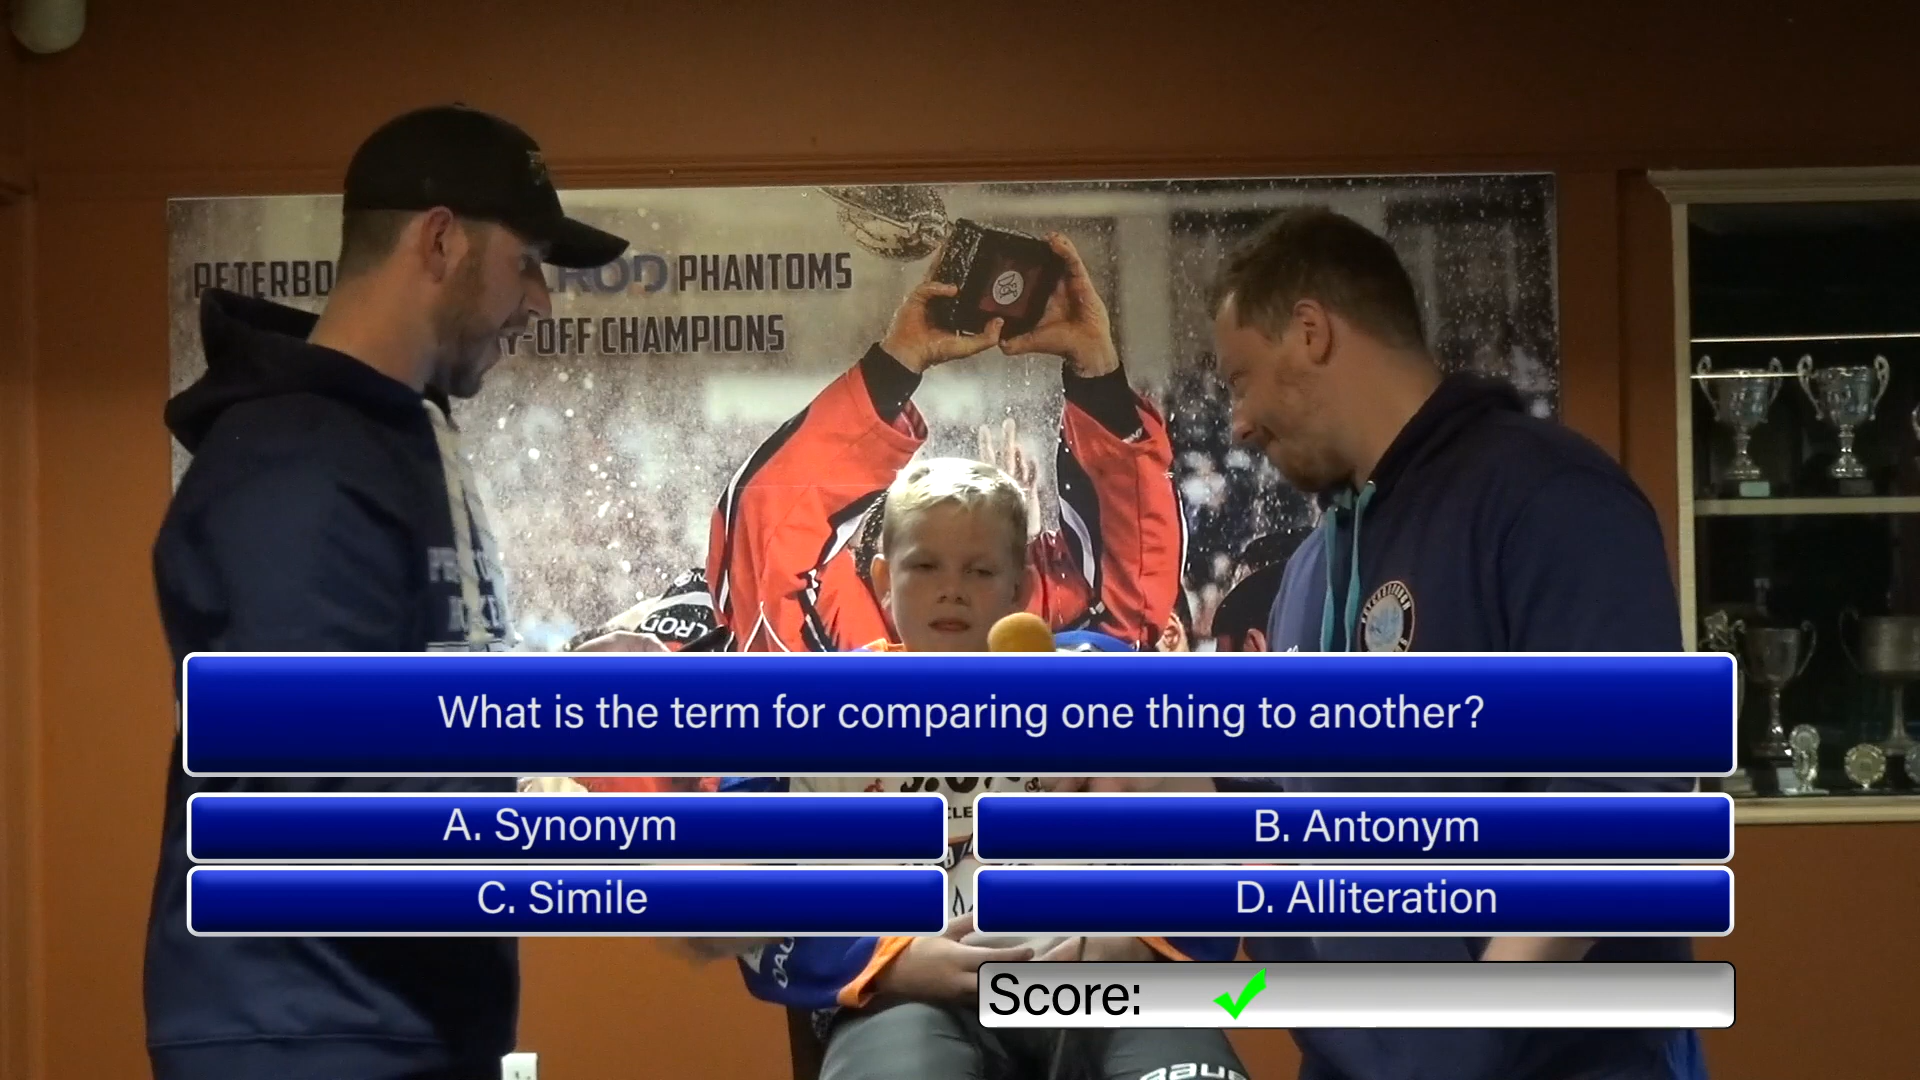 PHANTOMS
-OFF CHAMPIONS
What is the term for comparing one thing to another?
A. Synonym
B. Antonym
C. Simile
D. Alliteration
Score: